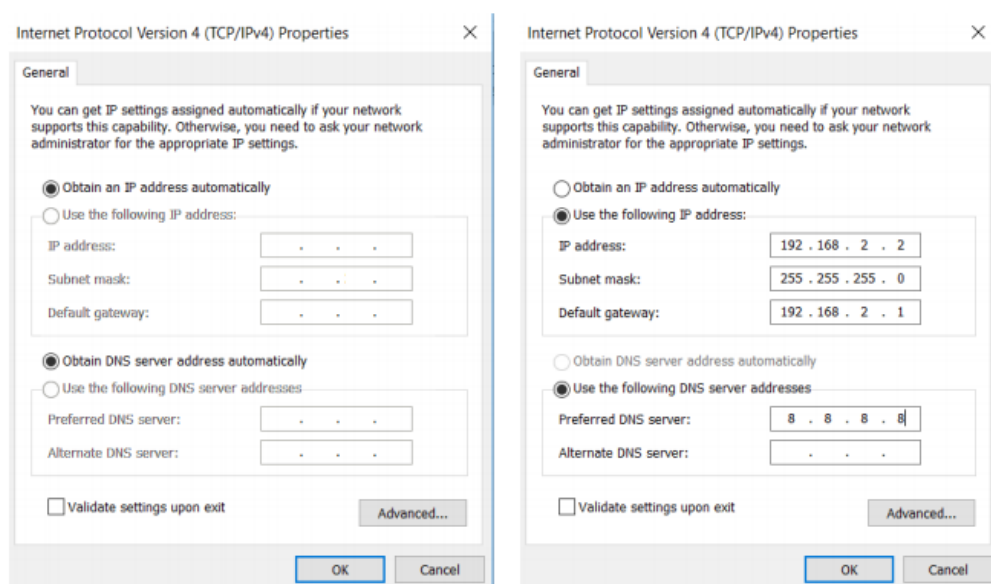 Internet Protocol Version 4 (TCP/IPv4) Properties
General
You can get IP settings assigned automatically if your network
supports this capability. Otherwise, you need to ask your network
administrator for the appropriate IP settings.
Obtain an IP address automatically
Use the following IP address:
IP address: . . .
Subnet mask: . . .
Default gateway: . . .
Obtain DNS server address automatically
Use the following DNS server addresses
Preferred DNS server: . . .
Alternate DNS server: . . .
Validate settings upon exit
Advanced...
OK Cancel
Internet Protocol Version 4 (TCP/IPv4) Properties
General
You can get IP settings assigned automatically if your network
supports this capability. Otherwise, you need to ask your network
administrator for the appropriate IP settings.
Obtain an IP address automatically
Use the following IP address:
IP address: 192 . 168 . 2 . 2
Subnet mask: 255 . 255 . 255 . 0
Default gateway: 192 . 168 . 2 . 1
Obtain DNS server address automatically
Use the following DNS server addresses
Preferred DNS server: 8 . 8 . 8 . 8
Alternate DNS server: . . .
Validate settings upon exit
Advanced...
OK Cancel